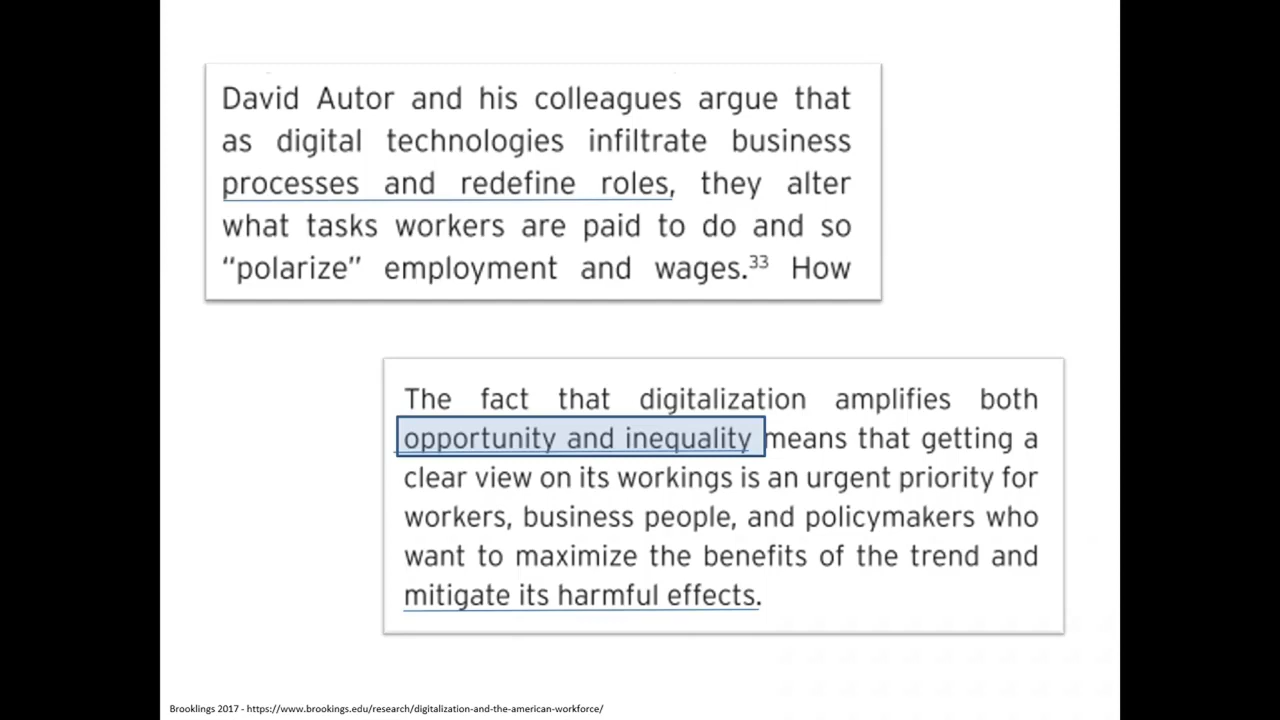 David Autor and his colleagues argue that
as digital technologies infiltrate business
processes and redefine roles, they alter
what tasks workers are paid to do and so
“polarize” employment and wages.³³ How
The fact that digitalization amplifies both
opportunity and inequality means that getting a
clear view on its workings is an urgent priority for
workers, business people, and policymakers who
want to maximize the benefits of the trend and
mitigate its harmful effects.
Brooklings 2017 - https://www.brookings.edu/research/digitalization-and-the-american-workforce/